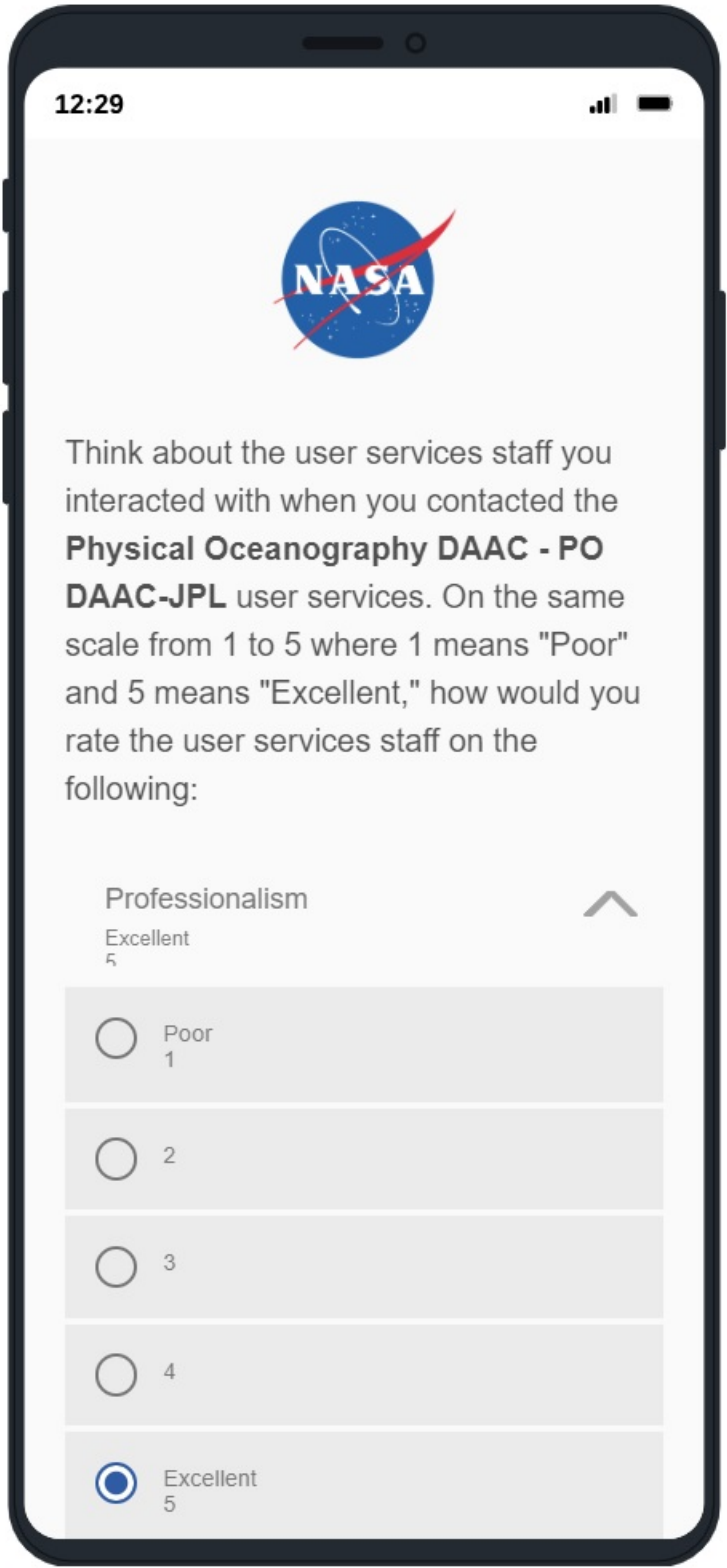 12:29
NASA
Think about the user services staff you
interacted with when you contacted the
Physical Oceanography DAAC - PO
DAAC-JPL user services. On the same
scale from 1 to 5 where 1 means "Poor"
and 5 means "Excellent," how would you
rate the user services staff on the
following:
Professionalism
Excellent
5
Poor
1
2
3
4
Excellent
5